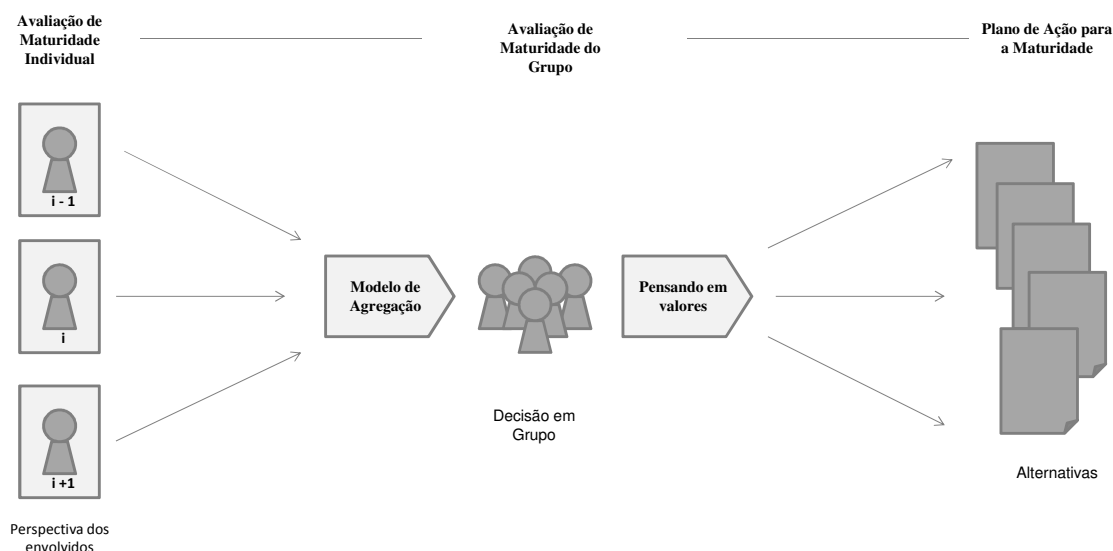 Avaliação de
Maturidade
Individual
Avaliação de
Maturidade do
Grupo
Plano de Ação para
a Maturidade
i - 1
i
i +1
Perspectiva dos
envolvidos
Modelo de
Agregação
Decisão em
Grupo
Pensando em
valores
Alternativas